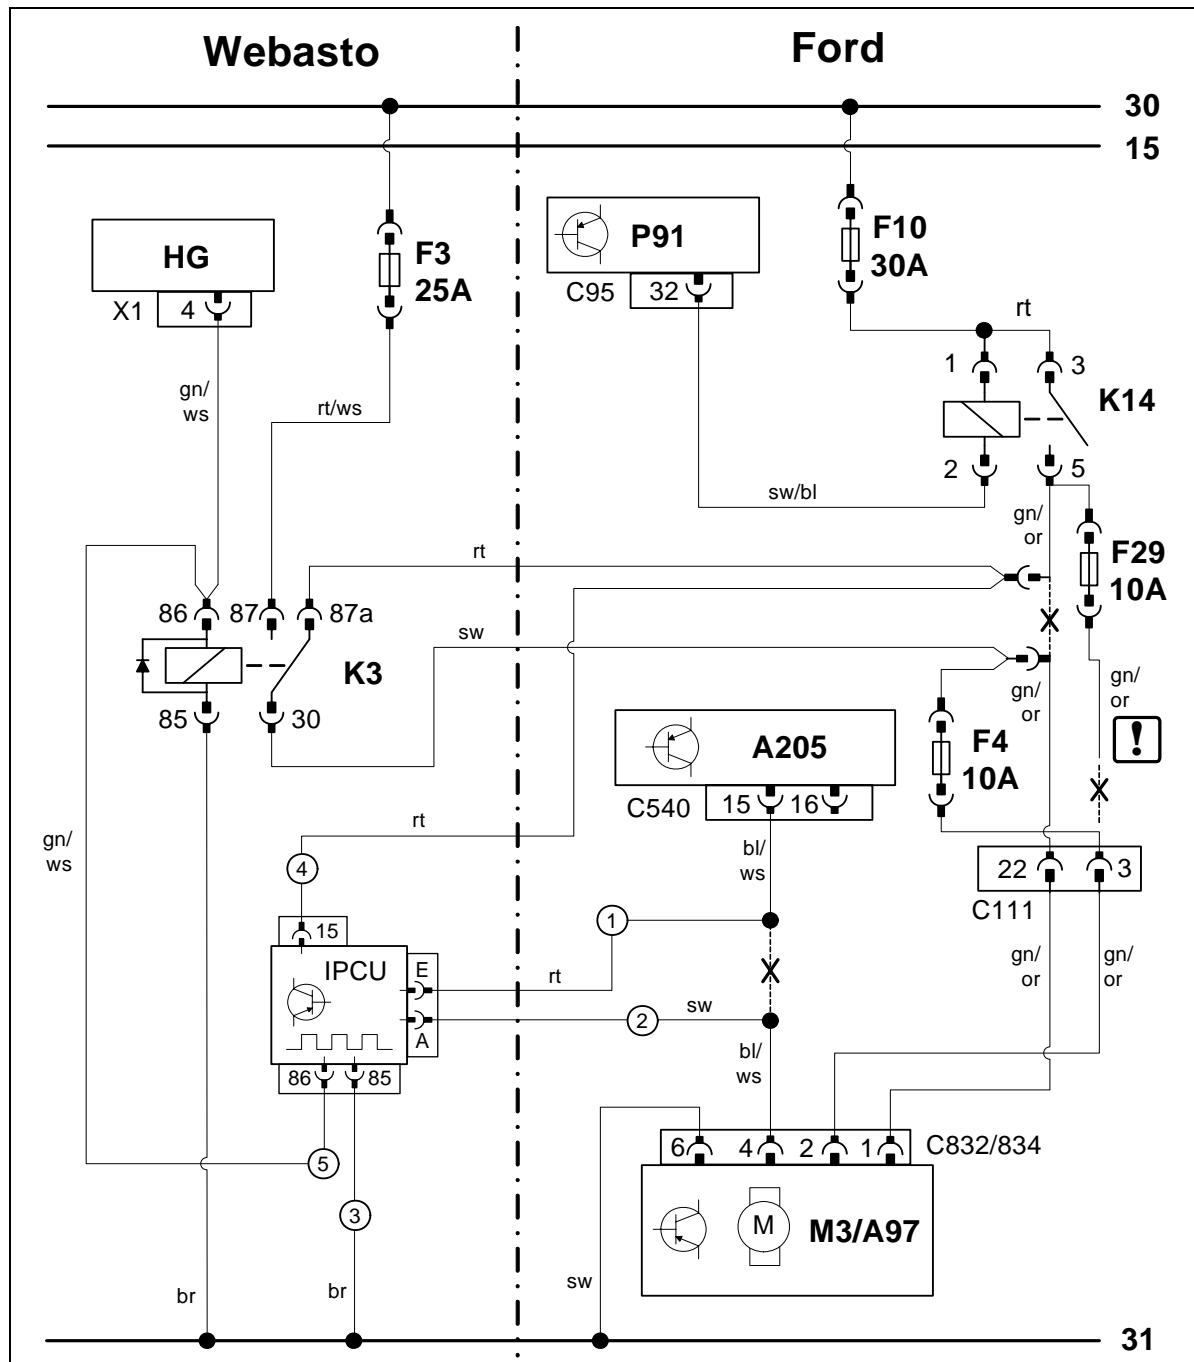 Webasto
Ford
30
15
HG
X1
4
F3
25A
P91
C95
32
F10
30A
rt
gn/
ws
rt/ws
1
3
K14
2
5
sw/bl
gn/
or
F29
10A
rt
86
87
87a
sw
K3
85
30
gn/
or
gn/
or
!
A205
C540
15
16
F4
10A
gn/
ws
rt
4
bl/
ws
22
3
C111
15
IPCU
E
A
rt
1
sw
2
gn/
or
gn/
or
bl/
ws
86
85
5
3
6
4
2
1
C832/834
M
M3/A97
br
br
sw
31